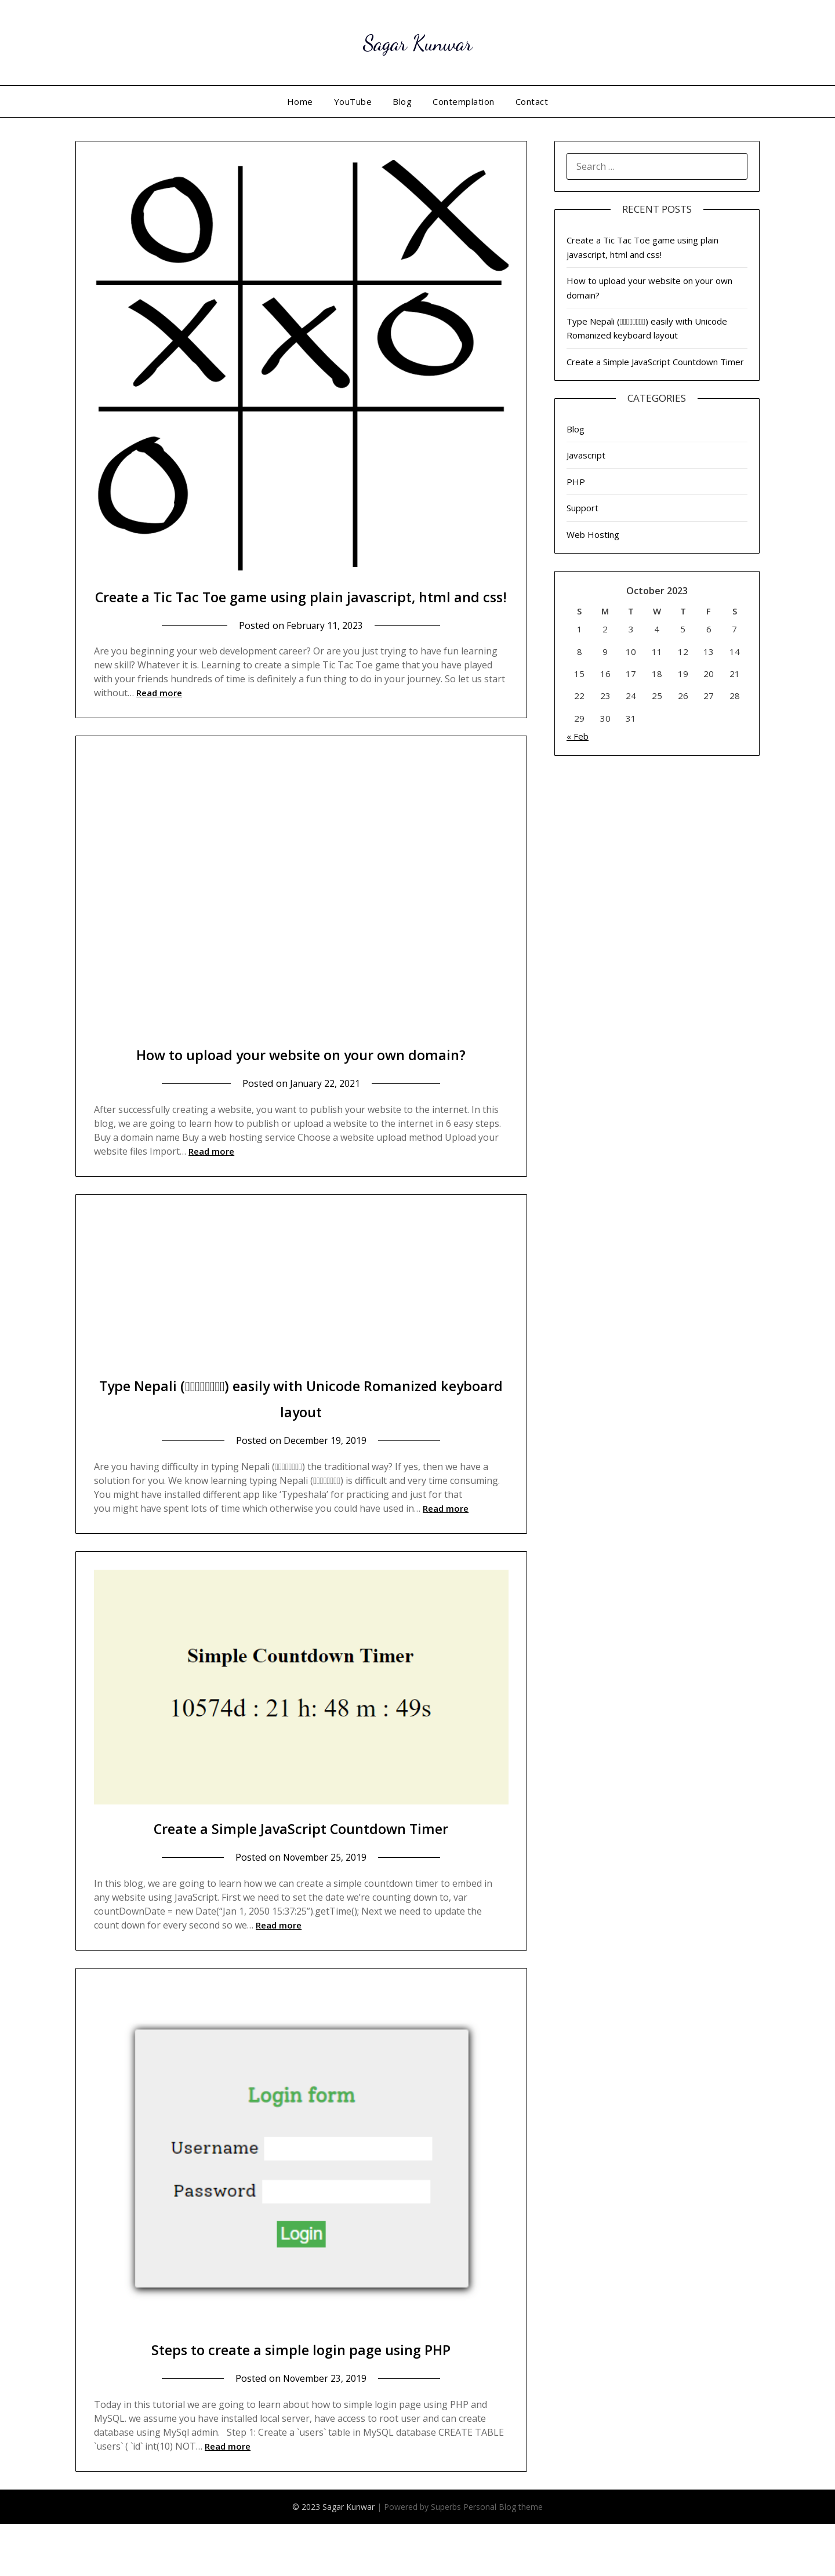 Sagar Kunwar
Home YouTube Blog Contemplation Contact
Create a Tic Tac Toe game using plain javascript, html and css!
Posted on February 11, 2023
Are you beginning your web development career? Or are you just trying to have fun learning
new skill? Whatever it is. Learning to create a simple Tic Tac Toe game that you have played
with your friends hundreds of time is definitely a fun thing to do in your journey. So let us start
without… Read more
How to upload your website on your own domain?
Posted on January 22, 2021
After successfully creating a website, you want to publish your website to the internet. In this
blog, we are going to learn how to publish or upload a website to the internet in 6 easy steps.
Buy a domain name Buy a web hosting service Choose a website upload method Upload your
website files Import… Read more
Type Nepali () easily with Unicode Romanized keyboard
layout
Posted on December 19, 2019
Are you having difficulty in typing Nepali () the traditional way? If yes, then we have a
solution for you. We know learning typing Nepali () is difficult and very time consuming.
You might have installed different app like ‘Typeshala’ for practicing and just for that
you might have spent lots of time which otherwise you could have used in… Read more
Simple Countdown Timer
10574d : 21 h: 48 m : 49s
Create a Simple JavaScript Countdown Timer
Posted on November 25, 2019
In this blog, we are going to learn how we can create a simple countdown timer to embed in
any website using JavaScript. First we need to set the date we’re counting down to, var
countDownDate = new Date(“Jan 1, 2050 15:37:25”).getTime(); Next we need to update the
count down for every second so we… Read more
Login form
Username
Password
Login
Steps to create a simple login page using PHP
Posted on November 23, 2019
Today in this tutorial we are going to learn about how to simple login page using PHP and
MySQL. we assume you have installed local server, have access to root user and can create
database using MySql admin. Step 1: Create a `users` table in MySQL database CREATE TABLE
`users` ( `id` int(10) NOT… Read more
Search …
RECENT POSTS
Create a Tic Tac Toe game using plain
javascript, html and css!
How to upload your website on your own
domain?
Type Nepali () easily with Unicode
Romanized keyboard layout
Create a Simple JavaScript Countdown Timer
CATEGORIES
Blog
Javascript
PHP
Support
Web Hosting
October 2023
S M T W T F S
1 2 3 4 5 6 7
8 9 10 11 12 13 14
15 16 17 18 19 20 21
22 23 24 25 26 27 28
29 30 31
« Feb
© 2023 Sagar Kunwar | Powered by Superbs Personal Blog theme